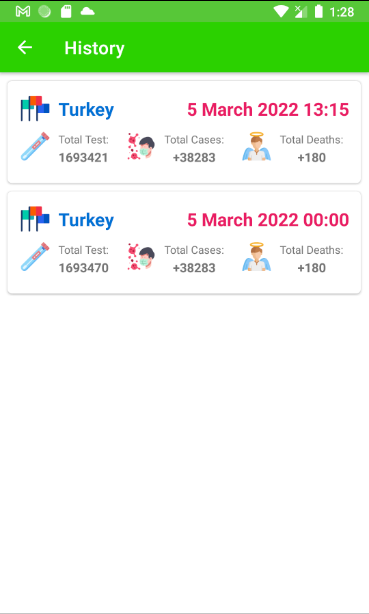 1:28
History
Turkey 5 March 2022 13:15
Total Test: Total Cases: Total Deaths:
1693421 +38283 +180
Turkey 5 March 2022 00:00
Total Test: Total Cases: Total Deaths:
1693470 +38283 +180